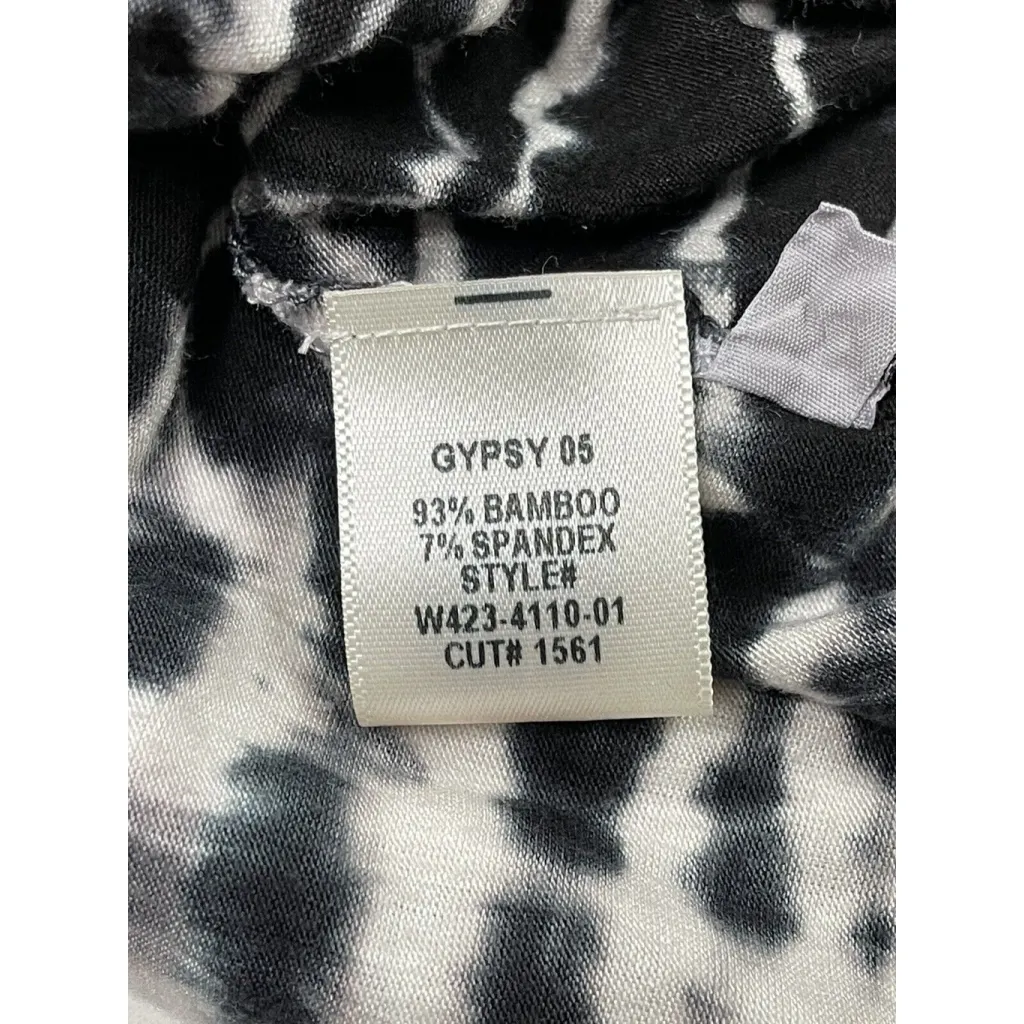 GYPSY 05
93% BAMBOO
7% SPANDEX
STYLE#
W423-4110-01
CUT# 1561